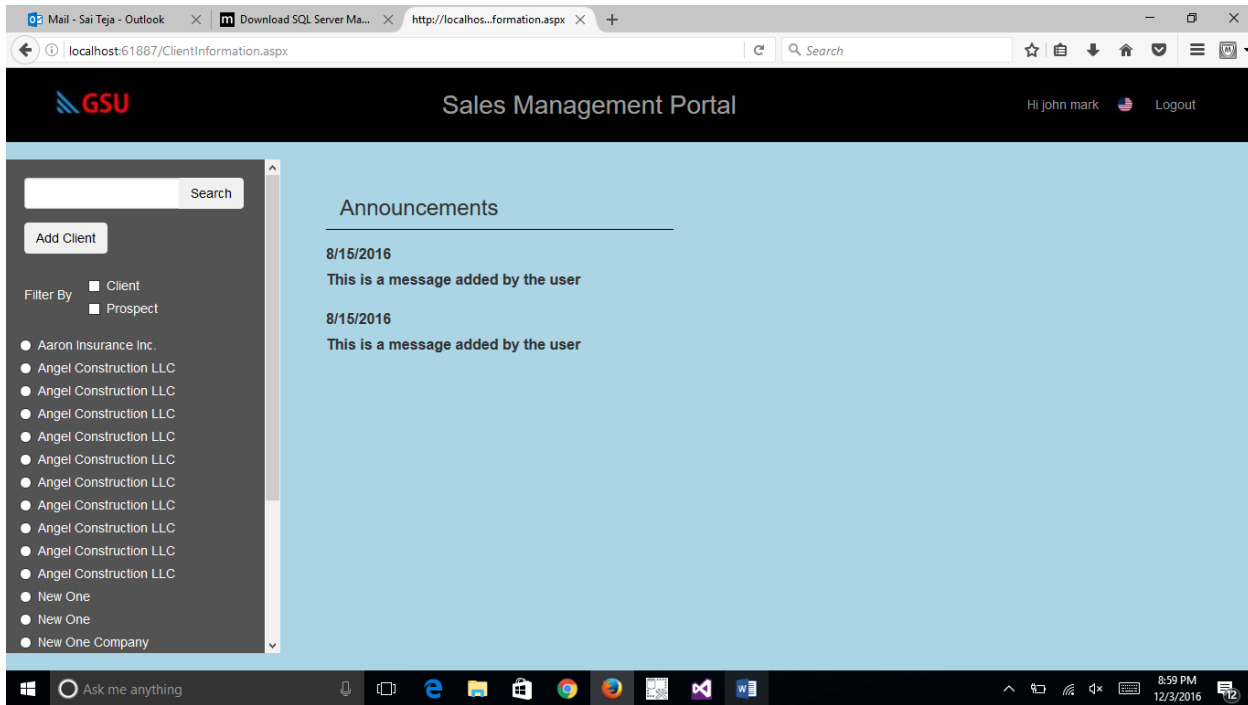 Mail - Sai Teja - Outlook
Download SQL Server Ma...
http://localhos...formation.aspx
localhost:61887/ClientInformation.aspx
Search
GSU
Sales Management Portal
Hi john mark
Logout
Search
Add Client
Filter By
Client
Prospect
Aaron Insurance Inc.
Angel Construction LLC
Angel Construction LLC
Angel Construction LLC
Angel Construction LLC
Angel Construction LLC
Angel Construction LLC
Angel Construction LLC
Angel Construction LLC
Angel Construction LLC
Angel Construction LLC
New One
New One
New One Company
Announcements
8/15/2016
This is a message added by the user
8/15/2016
This is a message added by the user
Ask me anything
8:59 PM
12/3/2016
12